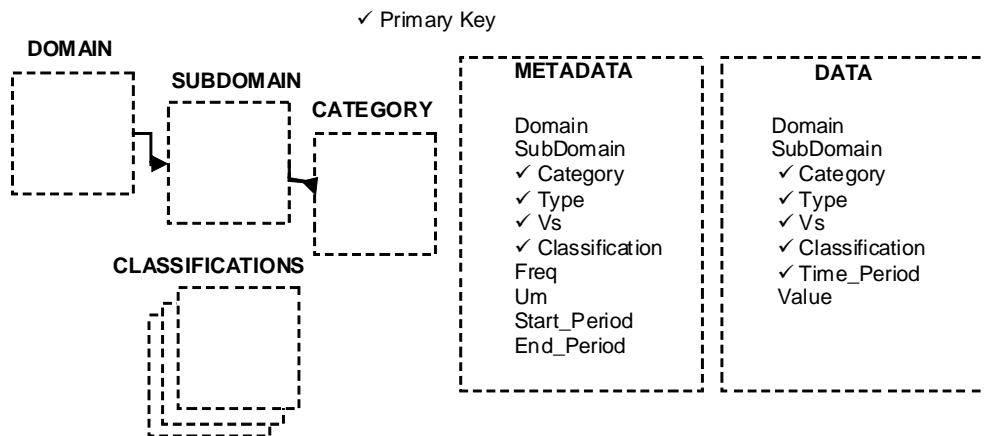 ✓ Primary Key
DOMAIN
SUBDOMAIN
CATEGORY
CLASSIFICATIONS
METADATA
Domain
SubDomain
✓ Category
✓ Type
✓ Vs
✓ Classification
Freq
Um
Start_Period
End_Period
DATA
Domain
SubDomain
✓ Category
✓ Type
✓ Vs
✓ Classification
✓ Time_Period
Value